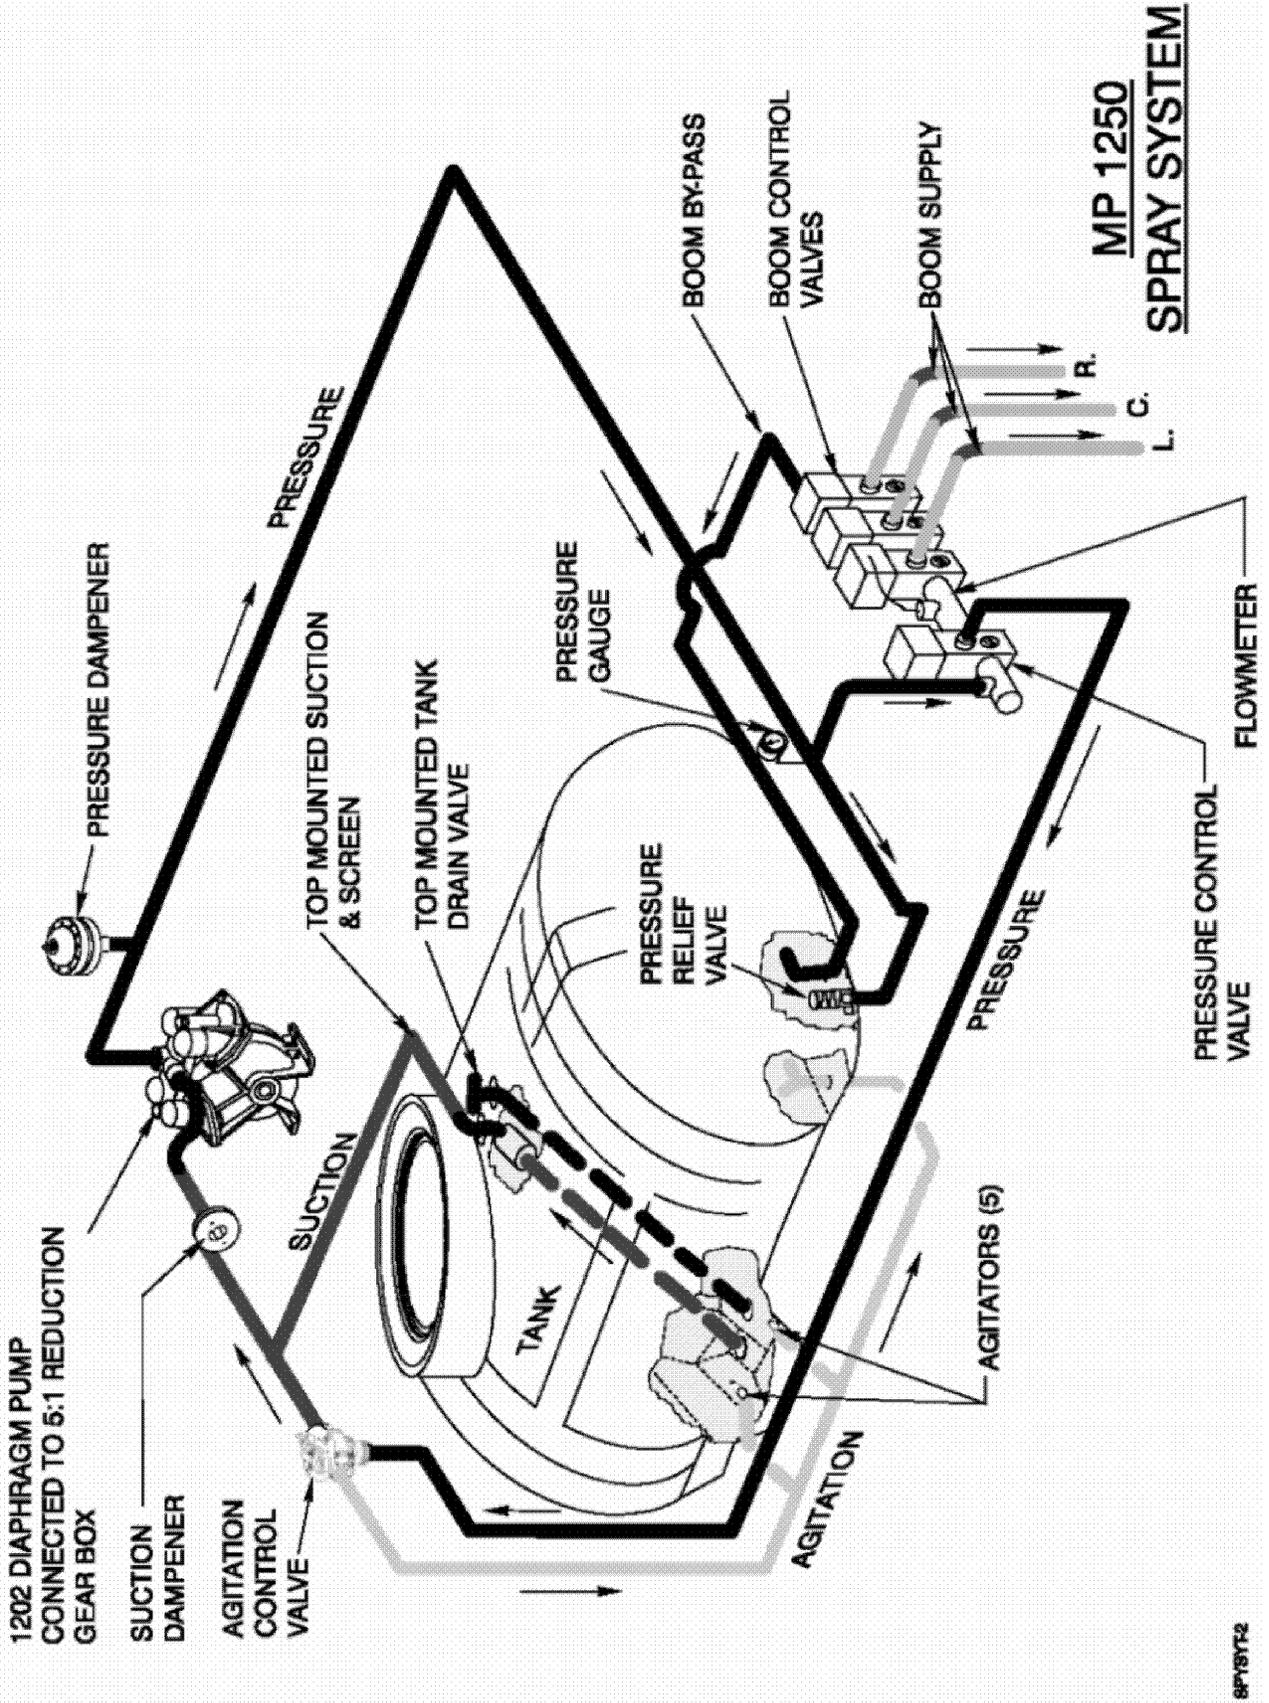 1202 DIAPHRAGM PUMP
CONNECTED TO 5:1 REDUCTION
GEAR BOX
SUCTION
DAMPENER
AGITATION
CONTROL
VALVE
PRESSURE DAMPENER
PRESSURE
SUCTION
TOP MOUNTED SUCTION
& SCREEN
TOP MOUNTED TANK
DRAIN VALVE
PRESSURE
GAUGE
PRESSURE
RELIEF
VALVE
TANK
BOOM BY-PASS
BOOM CONTROL
VALVES
BOOM SUPPLY
R.
C.
L.
AGITATION
AGITATORS (5)
PRESSURE
PRESSURE CONTROL
VALVE
FLOWMETER
MP 1250
SPRAY SYSTEM
SPYSYT-2